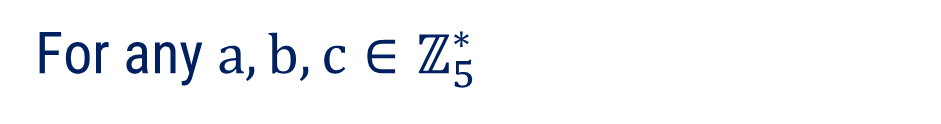 For any a, b, c ∈ ℤ₅*